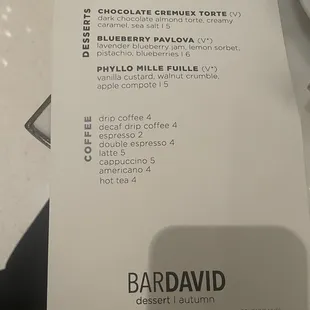 DESSERTS
CHOCOLATE CREMUEX TORTE (V)
dark chocolate almond torte, creamy
caramel, sea salt | 5
BLUEBERRY PAVLOVA (V*)
lavender blueberry jam, lemon sorbet,
pistachio, blueberries | 6
PHYLLO MILLE FUILLE (V*)
vanilla custard, walnut crumble,
apple compote | 5
COFFEE
drip coffee 4
decaf drip coffee 4
espresso 2
double espresso 4
latte 5
cappuccino 5
americano 4
hot tea 4
BARDAVID
dessert | autumn